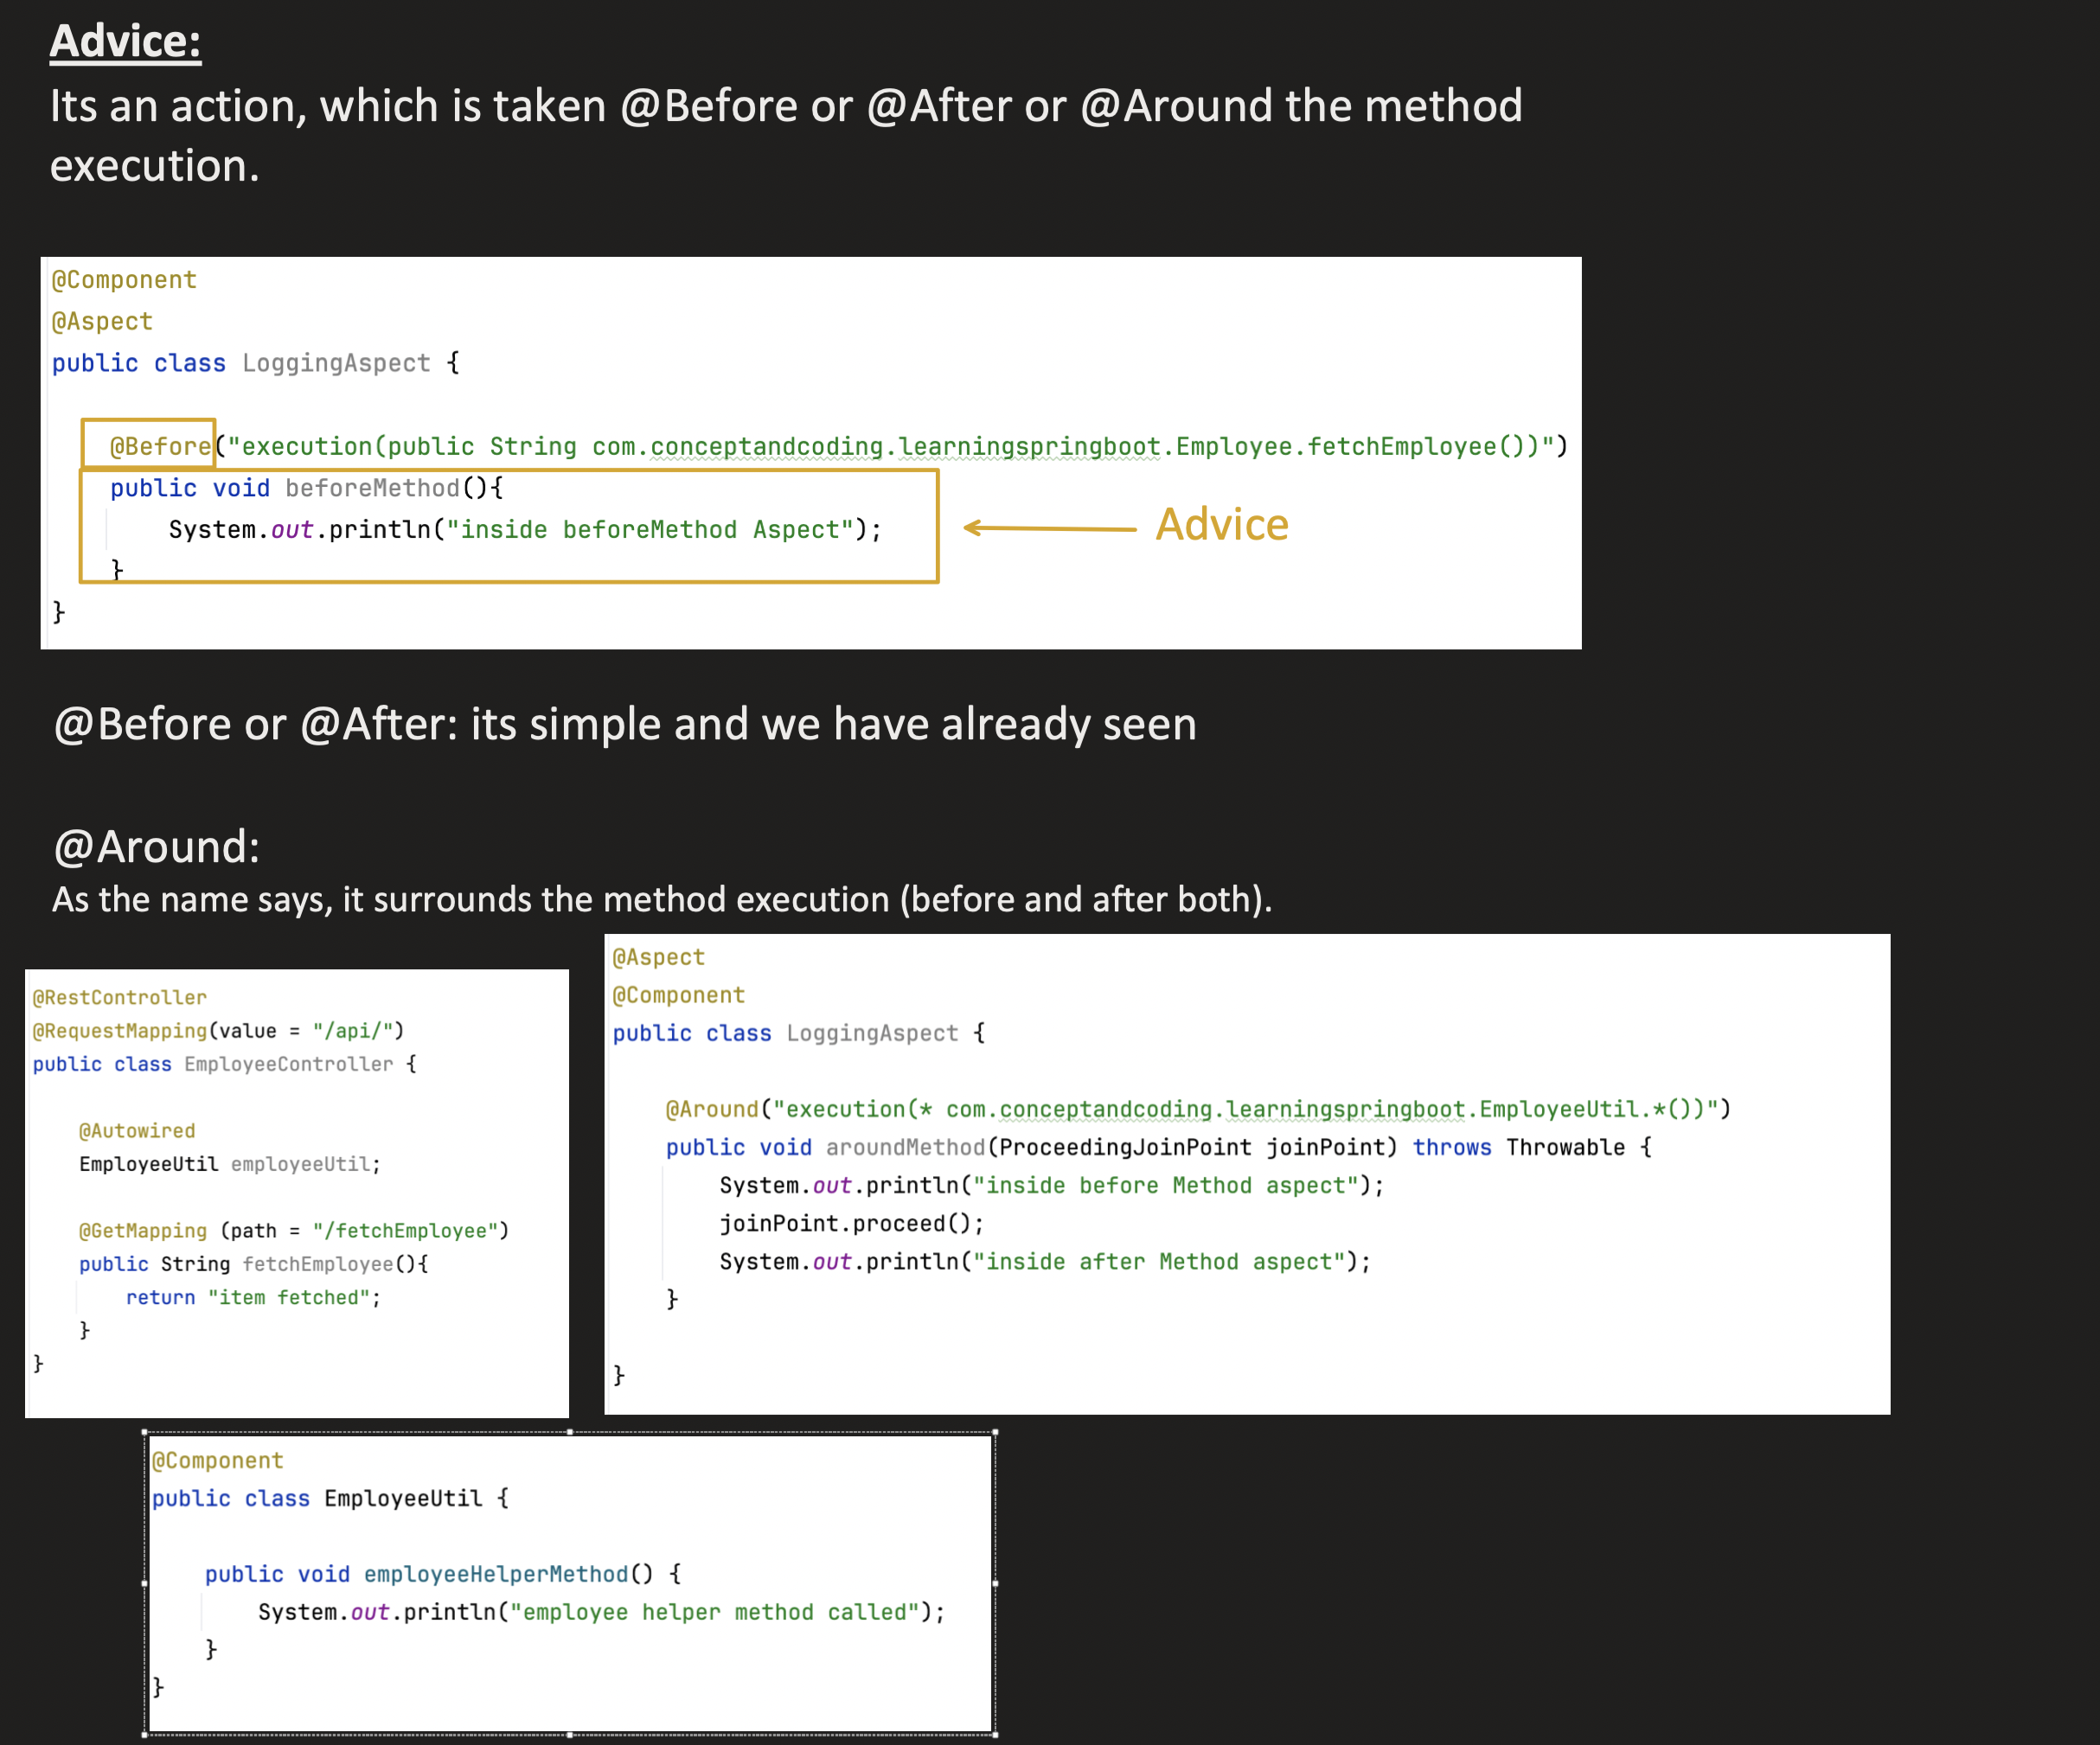 Advice:
Its an action, which is taken @Before or @After or @Around the method
execution.
@Component
@Aspect
public class LoggingAspect {
@Before("execution(public String com.conceptandcoding.learningspringboot.Employee.fetchEmployee())")
public void beforeMethod(){
System.out.println("inside beforeMethod Aspect");
}
}
Advice
@Before or @After: its simple and we have already seen
@Around:
As the name says, it surrounds the method execution (before and after both).
@RestController
@RequestMapping(value = "/api/")
public class EmployeeController {
@Autowired
EmployeeUtil employeeUtil;
@GetMapping (path = "/fetchEmployee")
public String fetchEmployee(){
return "item fetched";
}
}
@Aspect
@Component
public class LoggingAspect {
@Around("execution(* com.conceptandcoding.learningspringboot.EmployeeUtil.*())")
public void aroundMethod(ProceedingJoinPoint joinPoint) throws Throwable {
System.out.println("inside before Method aspect");
joinPoint.proceed();
System.out.println("inside after Method aspect");
}
}
@Component
public class EmployeeUtil {
public void employeeHelperMethod() {
System.out.println("employee helper method called");
}
}